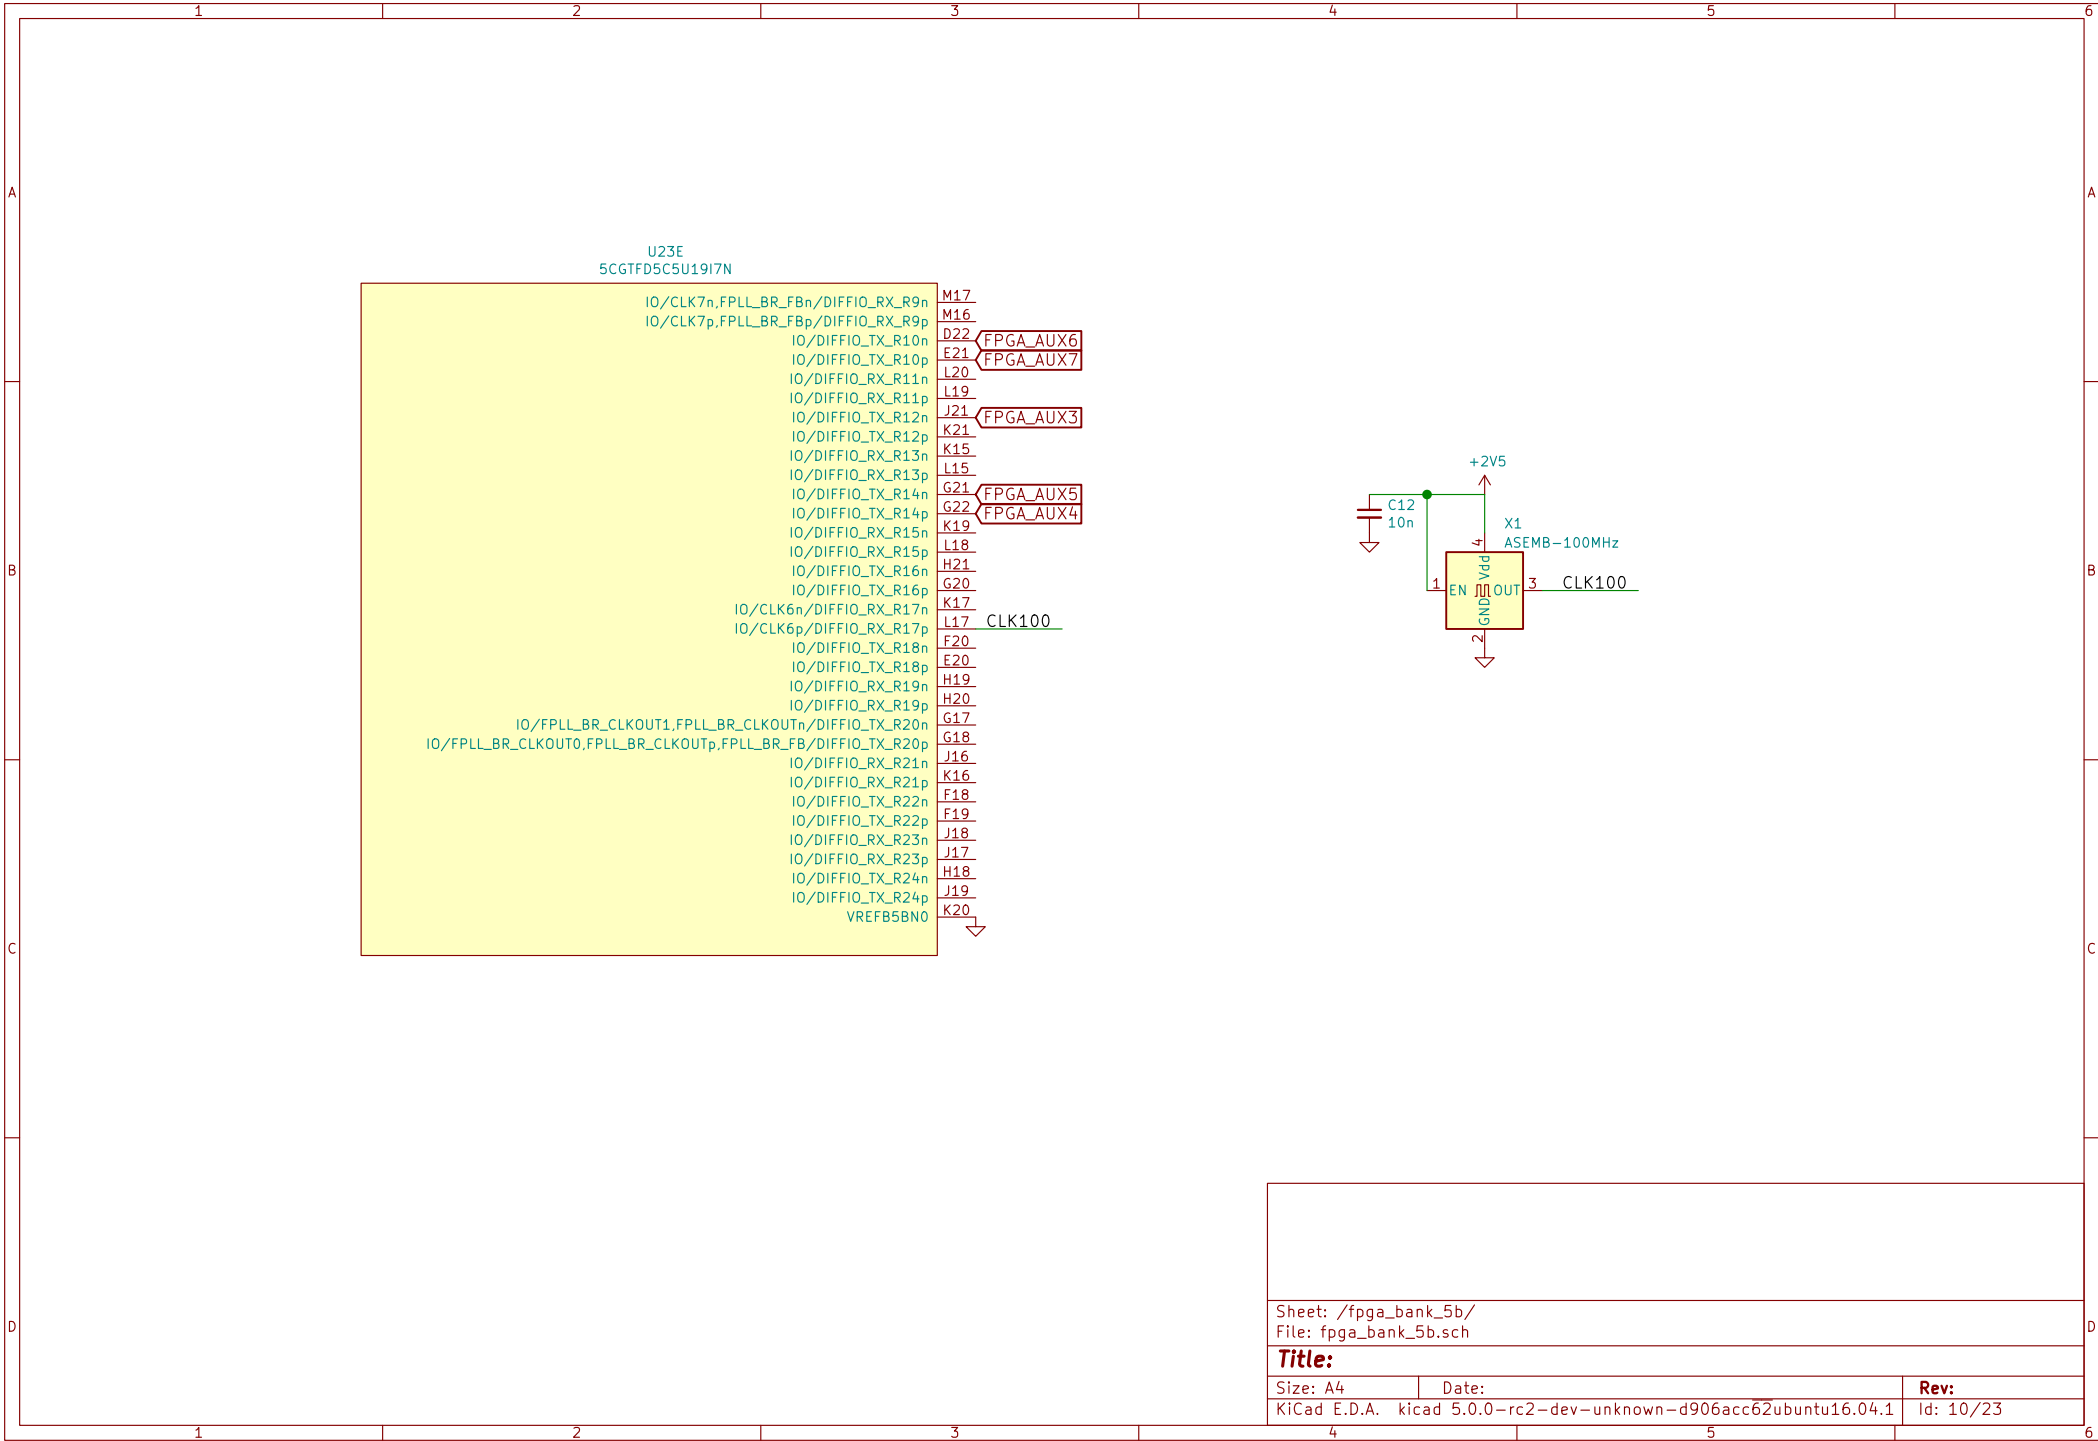 1 2 3 4 5 6
A A
U23E
5CGTFD5C5U19I7N
IO/CLK7n,FPLL_BR_FBn/DIFFIO_RX_R9n M17
IO/CLK7p,FPLL_BR_FBp/DIFFIO_RX_R9p M16
IO/DIFFIO_TX_R10n D22 FPGA_AUX6
IO/DIFFIO_TX_R10p E21 FPGA_AUX7
IO/DIFFIO_RX_R11n L20
IO/DIFFIO_RX_R11p L19
IO/DIFFIO_TX_R12n J21 FPGA_AUX3
IO/DIFFIO_TX_R12p K21
IO/DIFFIO_RX_R13n K15
IO/DIFFIO_RX_R13p L15
IO/DIFFIO_TX_R14n G21 FPGA_AUX5
IO/DIFFIO_TX_R14p G22 FPGA_AUX4
IO/DIFFIO_RX_R15n K19
IO/DIFFIO_RX_R15p L18
IO/DIFFIO_TX_R16n H21
IO/DIFFIO_TX_R16p G20
IO/CLK6n/DIFFIO_RX_R17n K17
IO/CLK6p/DIFFIO_RX_R17p L17 CLK100
IO/DIFFIO_TX_R18n F20
IO/DIFFIO_TX_R18p E20
IO/DIFFIO_RX_R19n H19
IO/DIFFIO_RX_R19p H20
IO/FPLL_BR_CLKOUT1,FPLL_BR_CLKOUTn/DIFFIO_TX_R20n G17
IO/FPLL_BR_CLKOUT0,FPLL_BR_CLKOUTp,FPLL_BR_FB/DIFFIO_TX_R20p G18
IO/DIFFIO_RX_R21n J16
IO/DIFFIO_RX_R21p K16
IO/DIFFIO_TX_R22n F18
IO/DIFFIO_TX_R22p F19
IO/DIFFIO_RX_R23n J18
IO/DIFFIO_RX_R23p J17
IO/DIFFIO_TX_R24n H18
IO/DIFFIO_TX_R24p J19
VREFB5BN0 K20
+2V5
C12
10n
X1
ASEMB-100MHz
4 Vdd
1 EN OUT 3 CLK100
GND 2
B B
C C
D D
Sheet: /fpga_bank_5b/
File: fpga_bank_5b.sch
Title:
Size: A4 Date: Rev:
KiCad E.D.A. kicad 5.0.0-rc2-dev-unknown-d906acc62ubuntu16.04.1 Id: 10/23
1 2 3 4 5 6